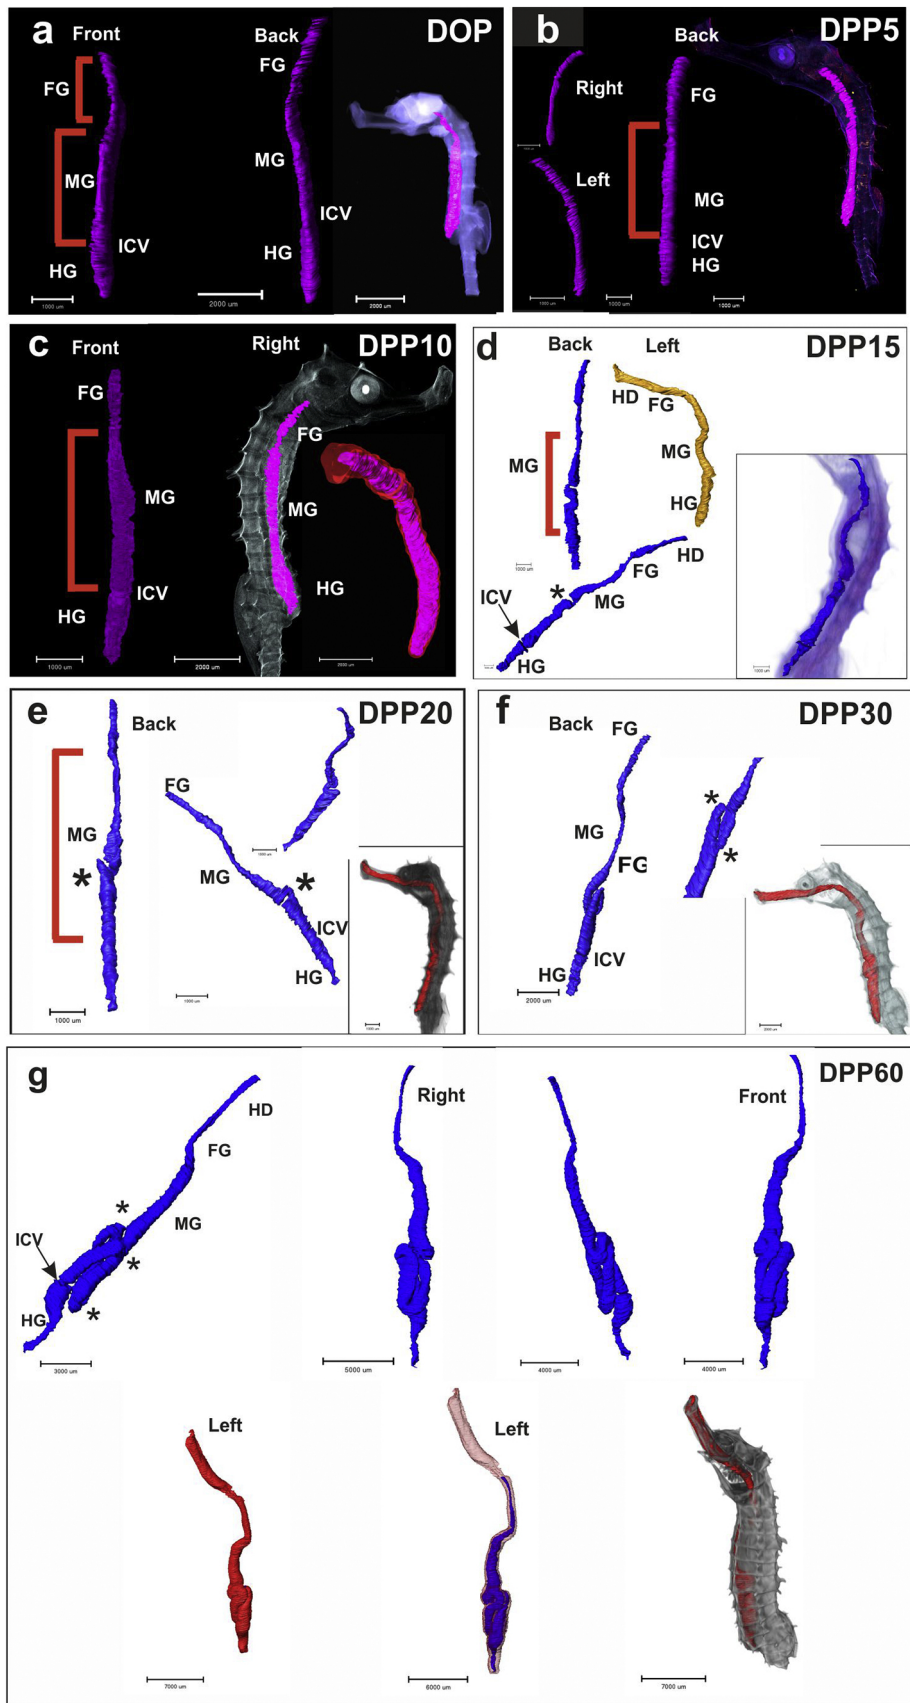 a
Front
Back
DOP
FG
FG
MG
MG
ICV
ICV
HG
HG
1000 um
2000 um
2000 um
b
Back
DPP5
Right
FG
Left
MG
ICV
HG
1000 um
1000 um
1000 um
c
Front
Right
DPP10
FG
FG
MG
MG
ICV
HG
HG
1000 um
2000 um
d
Back
Left
DPP15
HD
FG
MG
MG
HG
1000 um
HD
FG
*
MG
ICV
HG
1000 um
e
Back
DPP20
FG
MG
*
MG
*
ICV
HG
1000 um
1000 um
1000 um
f
Back
FG
DPP30
*
MG
*
FG
ICV
HG
2000 um
g
DPP60
HD
Right
Front
FG
*
MG
ICV
*
*
HG
3000 um
5000 um
4000 um
4000 um
Left
Left
7000 um
6000 um
7000 um